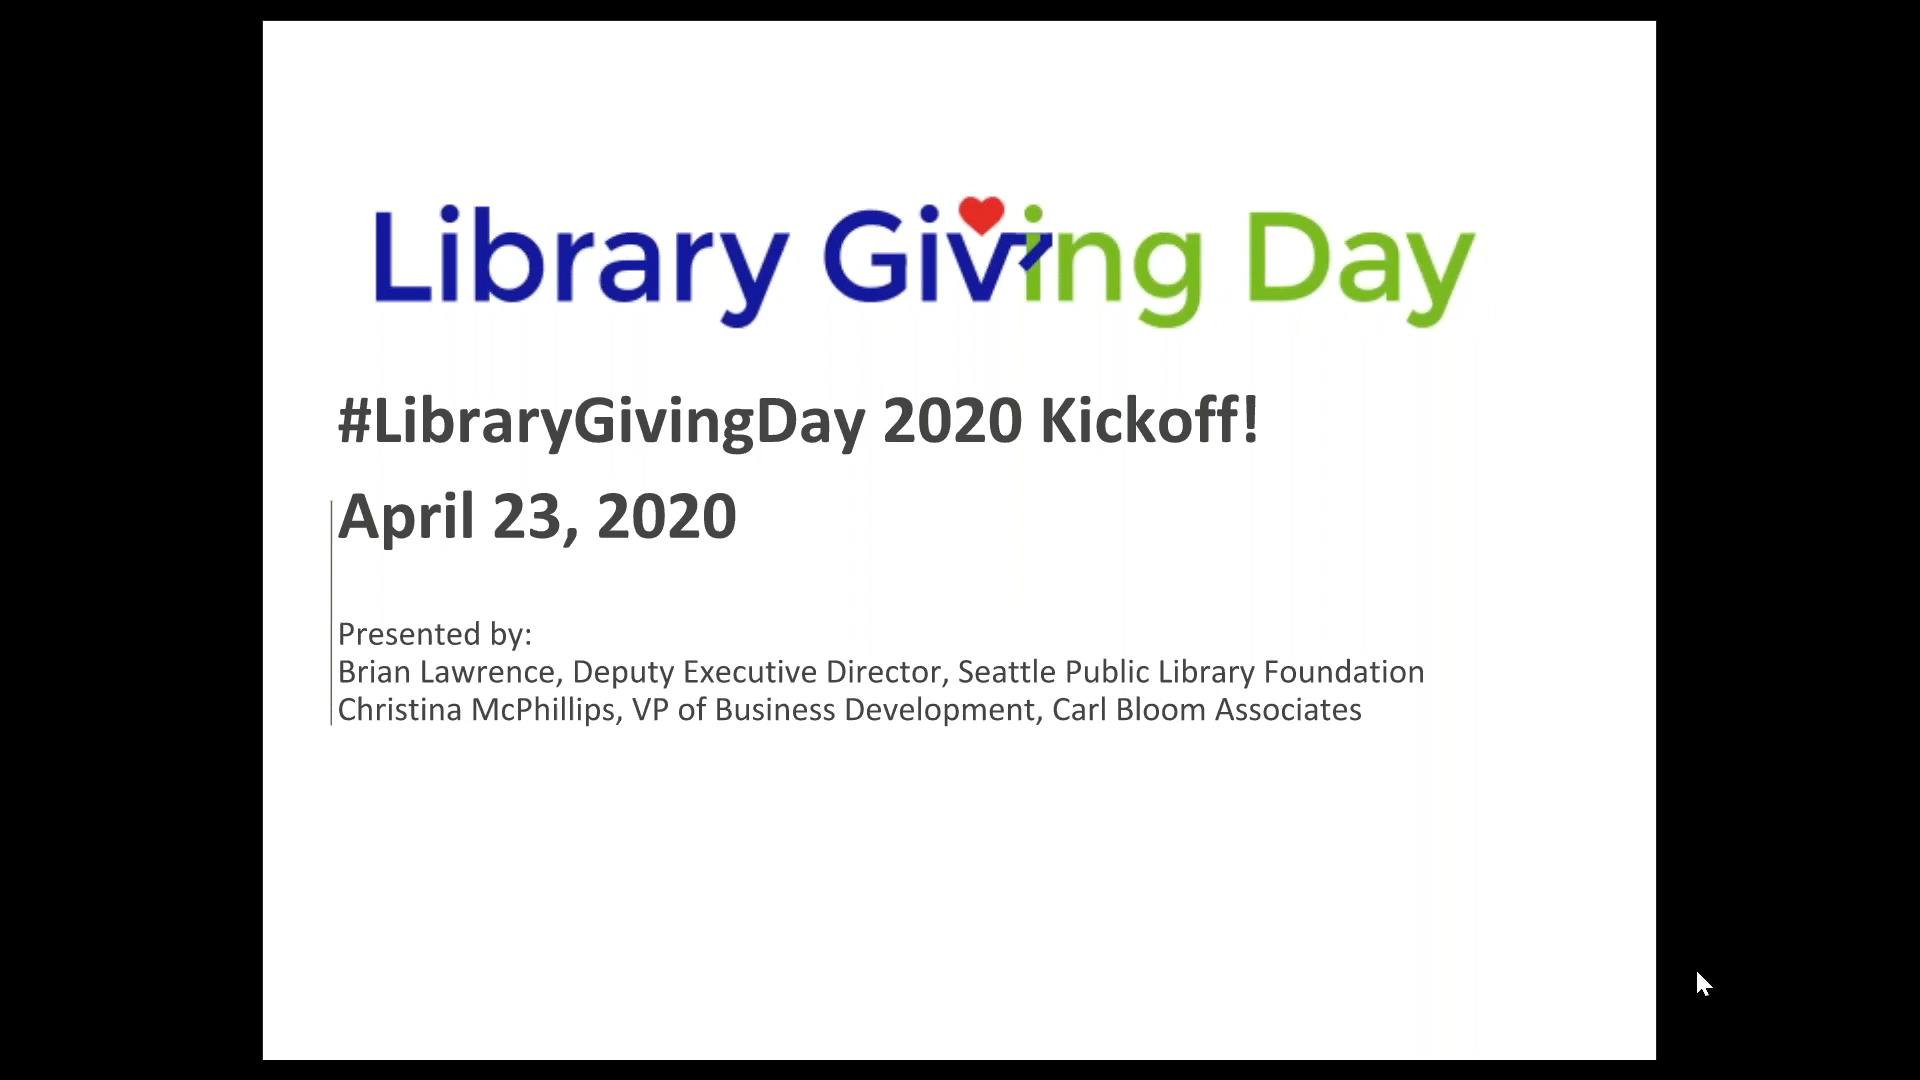 Library Giving Day
#LibraryGivingDay 2020 Kickoff!
April 23, 2020
Presented by:
Brian Lawrence, Deputy Executive Director, Seattle Public Library Foundation
Christina McPhillips, VP of Business Development, Carl Bloom Associates